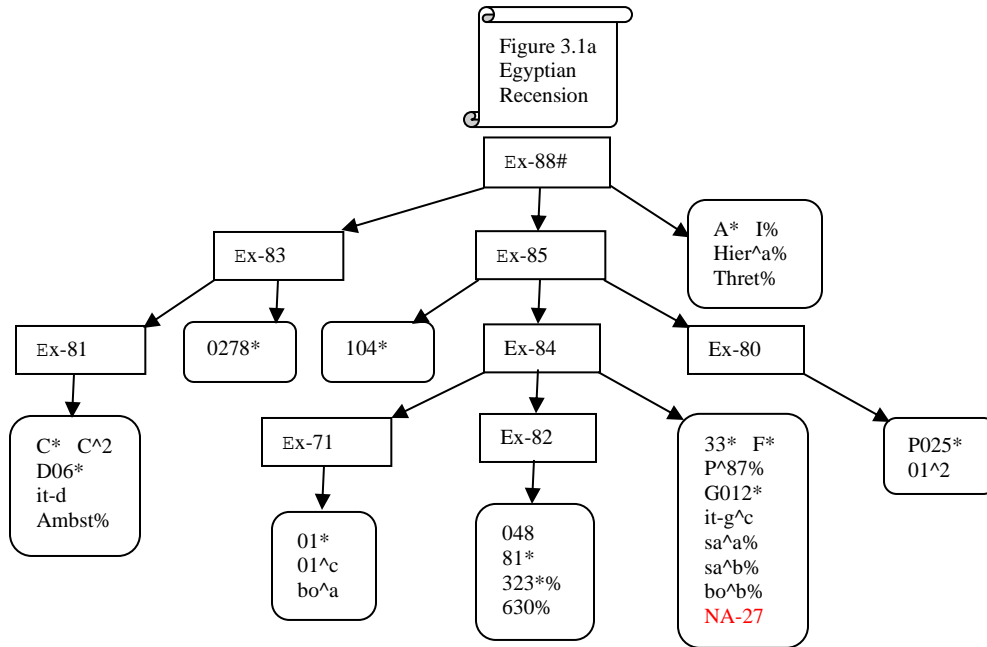 Figure 3.1a
Egyptian
Recension
Ex-88#
A* I%
Hier^a%
Thret%
Ex-83
Ex-85
Ex-81
0278*
104*
Ex-84
Ex-80
C* C^2
D06*
it-d
Ambst%
Ex-71
Ex-82
33* F*
P^87%
G012*
it-g^c
sa^a%
sa^b%
bo^b%
NA-27
P025*
01^2
01*
01^c
bo^a
048
81*
323*%
630%